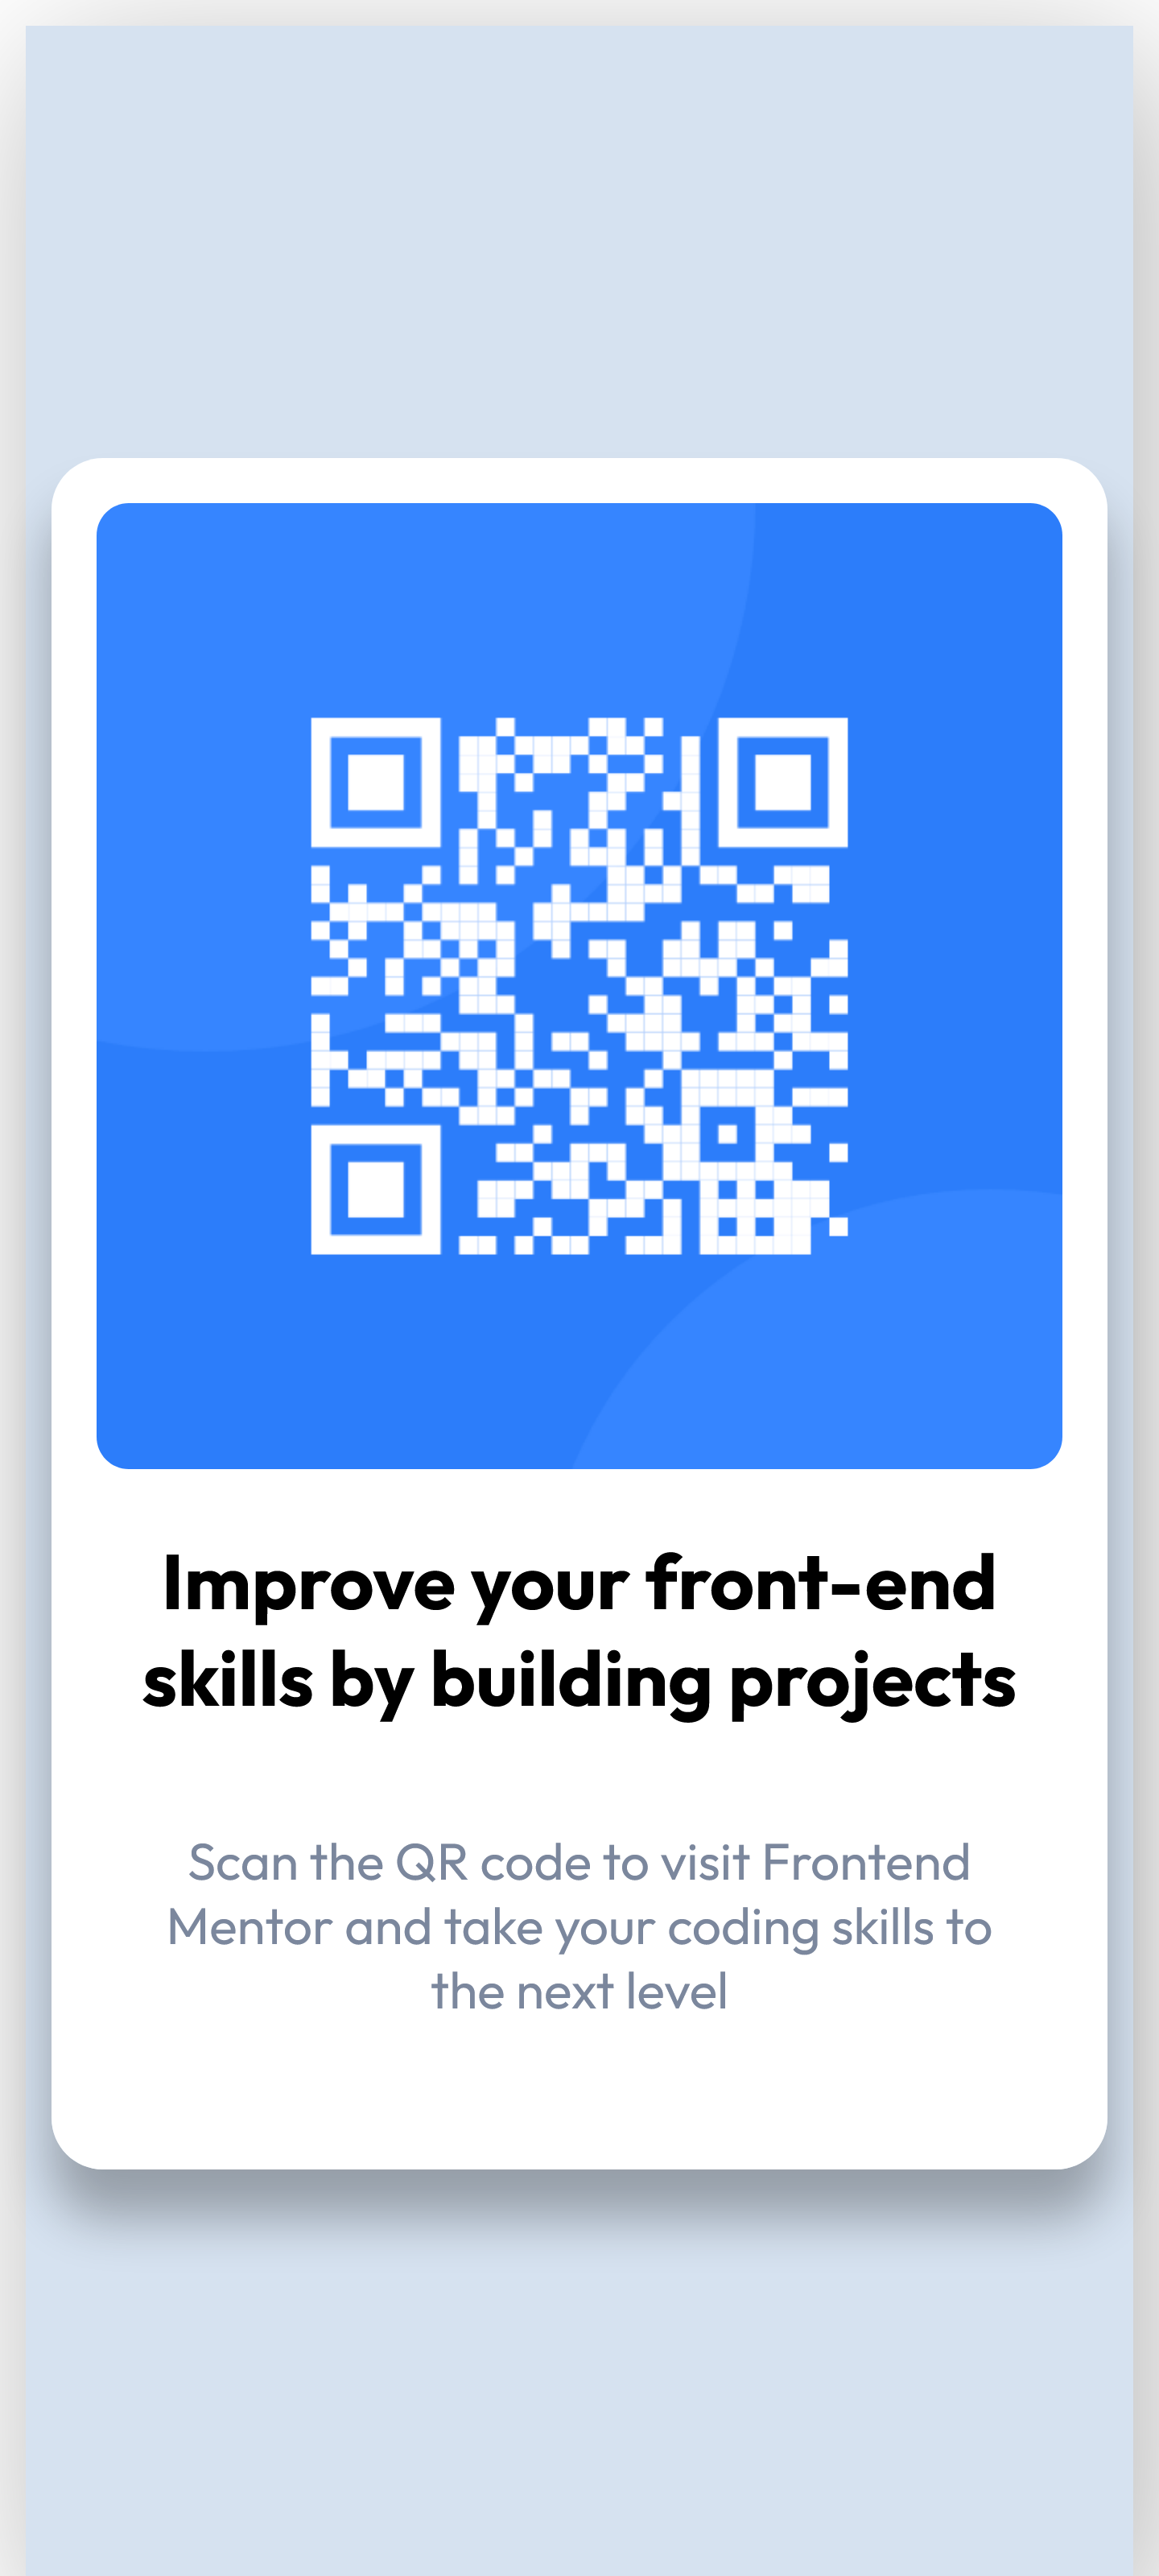 Improve your front-end
skills by building projects
Scan the QR code to visit Frontend
Mentor and take your coding skills to
the next level